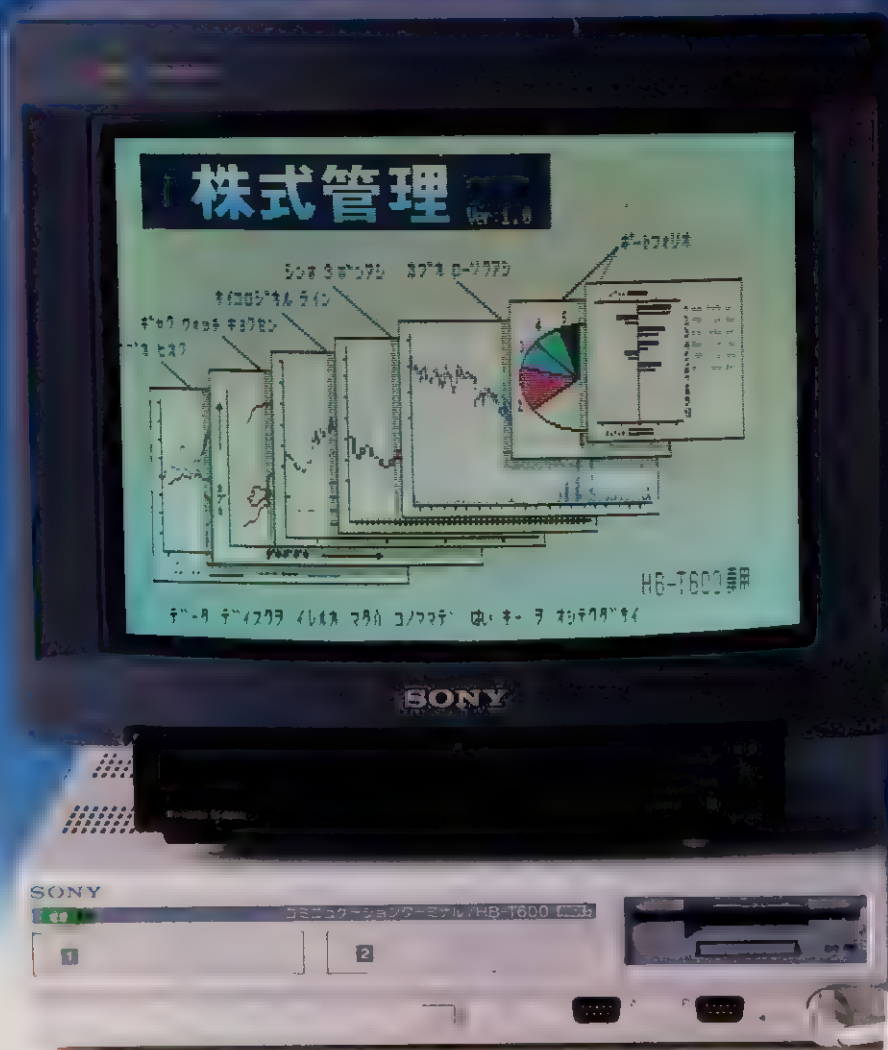 株式管理
Ver.1.0
ポートフォリオ
カブカ ローソクアシ
シンネ 3 ポンアシ
サイコロジカル ライン
ギャク ウォッチ キョクセン
HB-T600専用
データ ディスクヲ イレカエ マタハ コノママデ はい キー ヲ オシテクダサイ
SONY
SONY
コミュニケーションターミナル/HB-T600
1
2